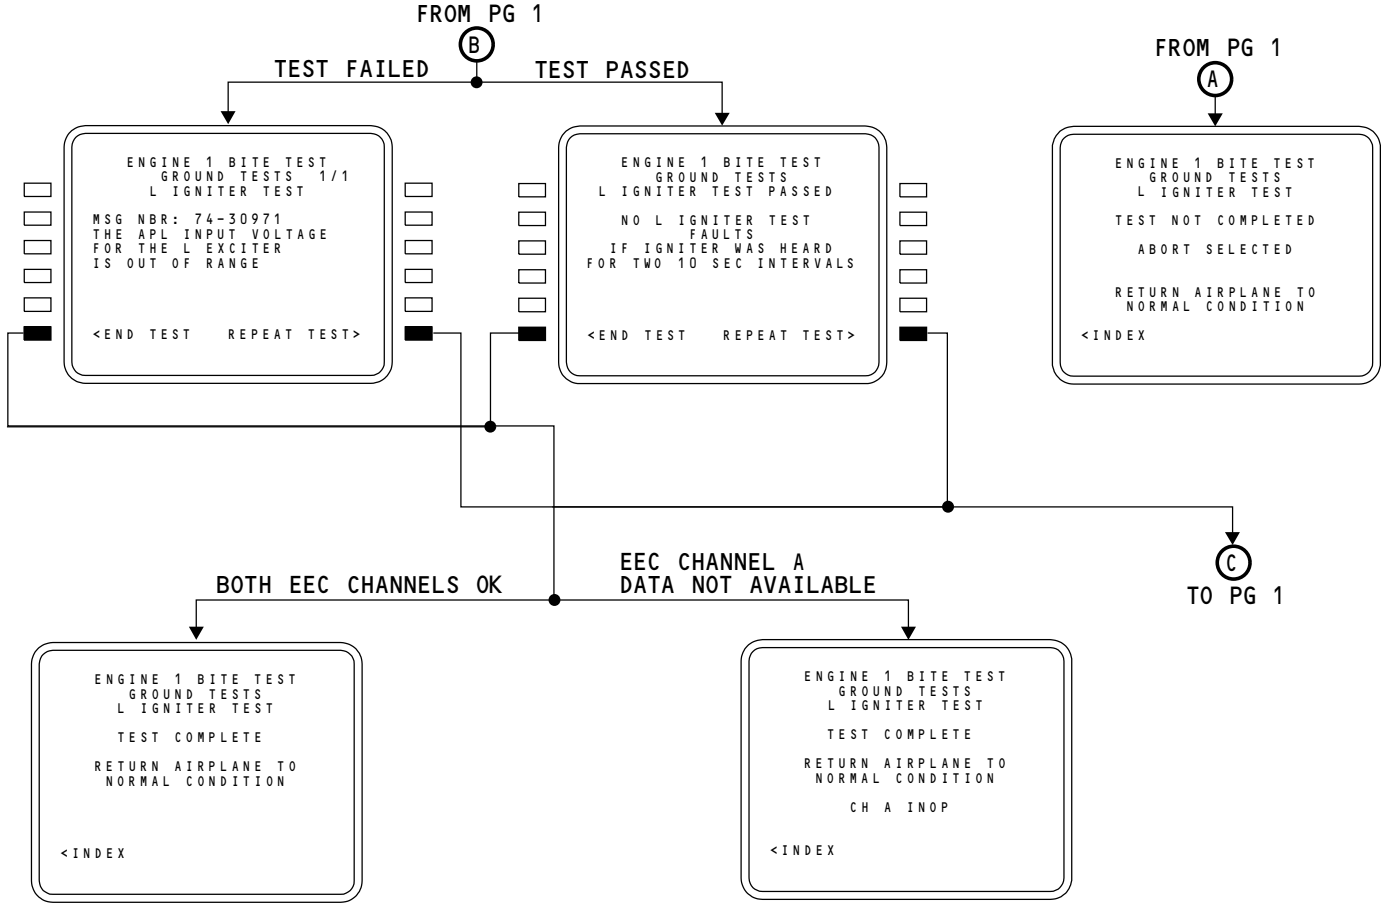 FROM PG 1
B
TEST FAILED
TEST PASSED
FROM PG 1
A
ENGINE 1 BITE TEST
GROUND TESTS 1/1
L IGNITER TEST
MSG NBR: 74-30971
THE APL INPUT VOLTAGE
FOR THE L EXCITER
IS OUT OF RANGE
<END TEST REPEAT TEST>
ENGINE 1 BITE TEST
GROUND TESTS
L IGNITER TEST PASSED
NO L IGNITER TEST
FAULTS
IF IGNITER WAS HEARD
FOR TWO 10 SEC INTERVALS
<END TEST REPEAT TEST>
ENGINE 1 BITE TEST
GROUND TESTS
L IGNITER TEST
TEST NOT COMPLETED
ABORT SELECTED
RETURN AIRPLANE TO
NORMAL CONDITION
<INDEX
C
TO PG 1
BOTH EEC CHANNELS OK
EEC CHANNEL A
DATA NOT AVAILABLE
ENGINE 1 BITE TEST
GROUND TESTS
L IGNITER TEST
TEST COMPLETE
RETURN AIRPLANE TO
NORMAL CONDITION
<INDEX
ENGINE 1 BITE TEST
GROUND TESTS
L IGNITER TEST
TEST COMPLETE
RETURN AIRPLANE TO
NORMAL CONDITION
CH A INOP
<INDEX